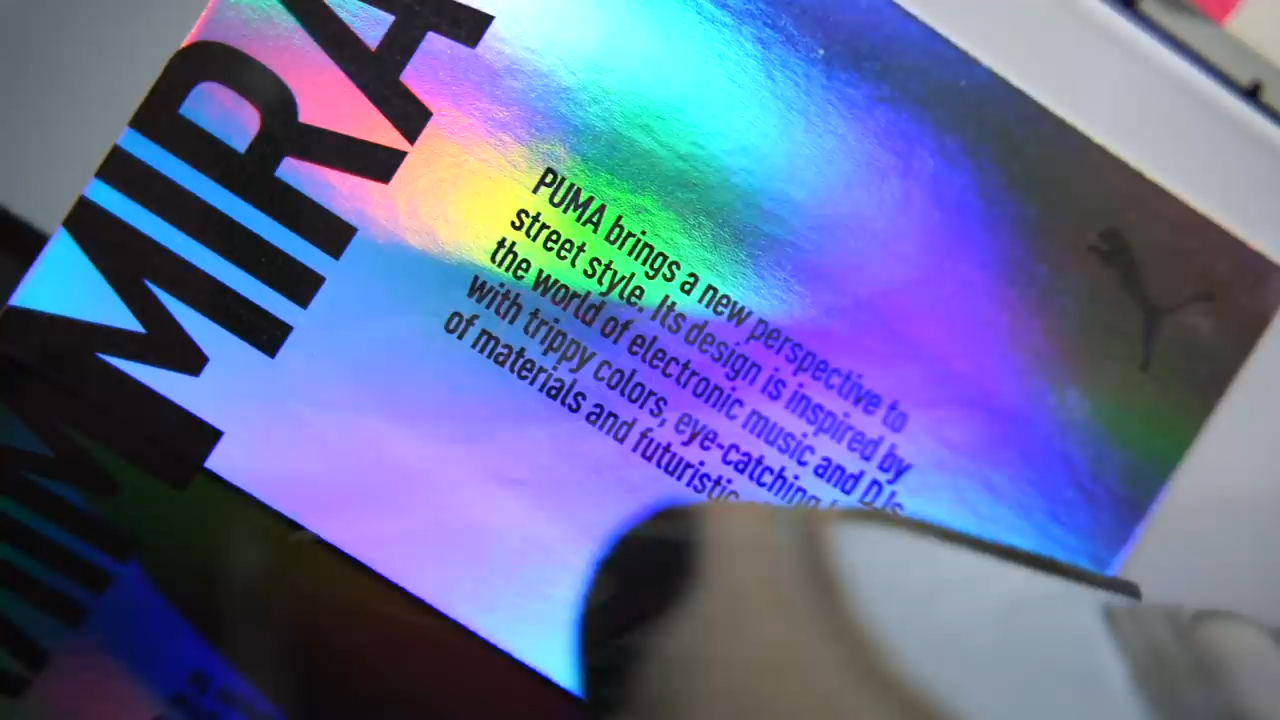 MIRA
PUMA brings a new perspective to
street style. Its design is inspired by
the world of electronic music and DJs
with trippy colors, eye-catching
of materials and futuristic